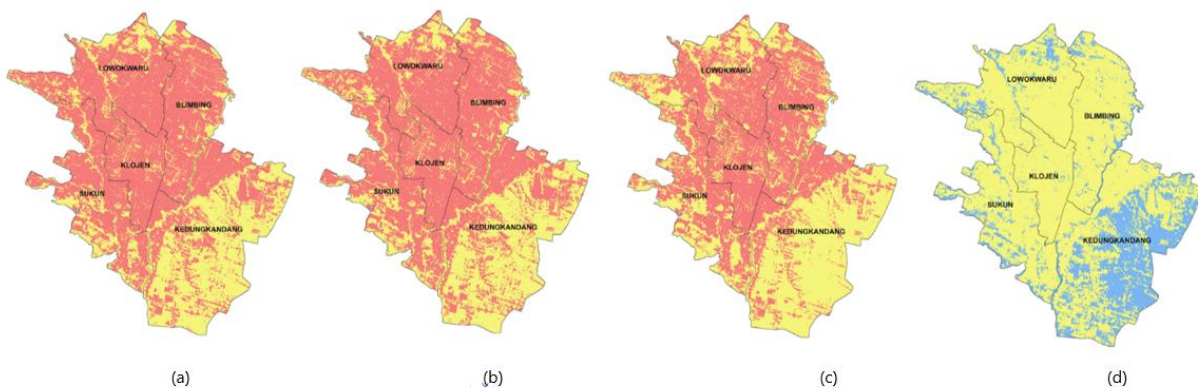 LOWOKWARU
BLIMBING
KLOJEN
SUKUN
KEDUNGKANDANG
LOWOKWARU
BLIMBING
KLOJEN
SUKUN
KEDUNGKANDANG
LOWOKWARU
BLIMBING
KLOJEN
SUKUN
KEDUNGKANDANG
LOWOKWARU
BLIMBING
KLOJEN
SUKUN
KEDUNGKANDANG
(a) (b) (c) (d)